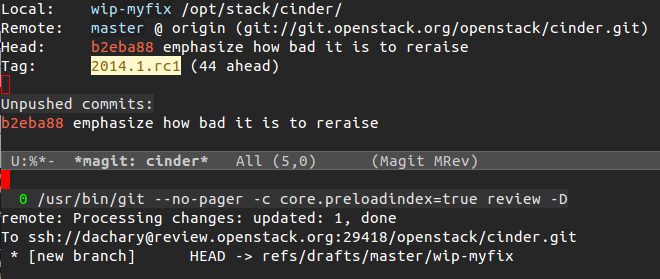 Local:    wip-myfix /opt/stack/cinder/
Remote:   master @ origin (git://git.openstack.org/openstack/cinder.git)
Head:     b2eba88 emphasize how bad it is to reraise
Tag:      2014.1.rc1 (44 ahead)
Unpushed commits:
b2eba88 emphasize how bad it is to reraise
U:%*-  *magit: cinder*   All (5,0)      (Magit MRev)
0 /usr/bin/git --no-pager -c core.preloadindex=true review -D
remote: Processing changes: updated: 1, done
To ssh://dachary@review.openstack.org:29418/openstack/cinder.git
* [new branch]      HEAD -> refs/drafts/master/wip-myfix